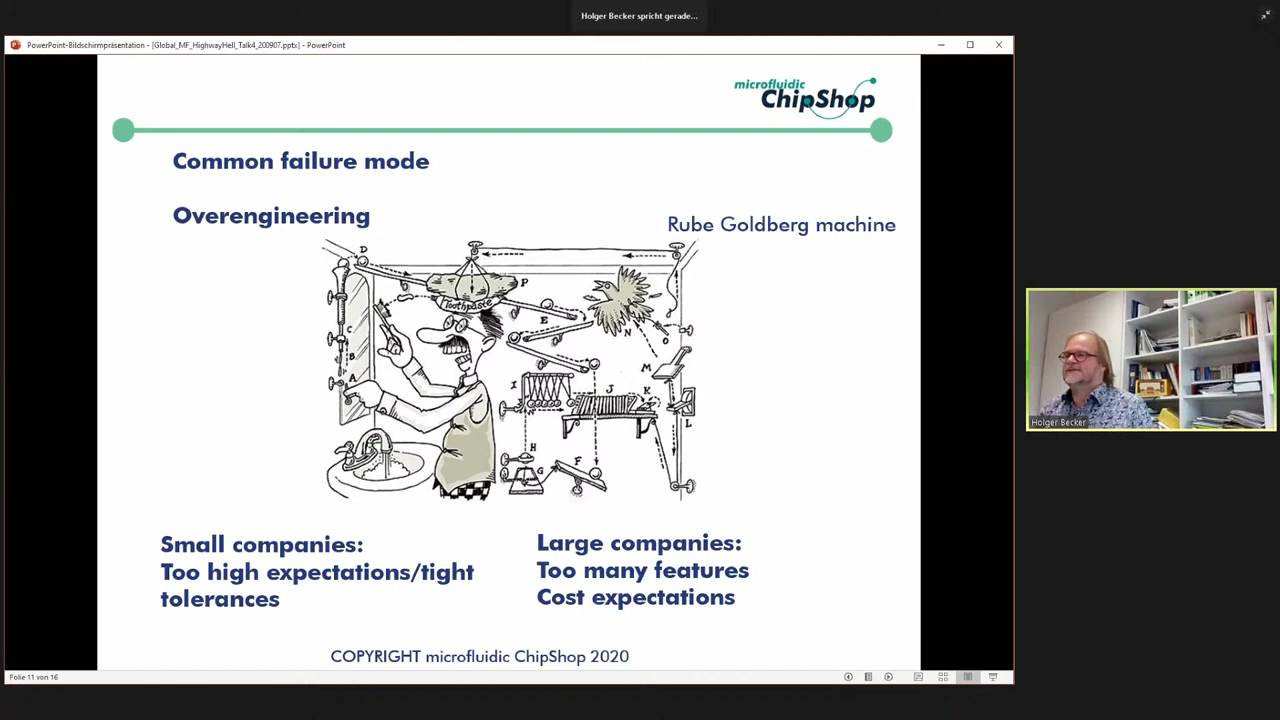 Holger Becker spricht gerade...
PowerPoint-Bildschirmpräsentation - [Global_MF_HighwayHell_Talk4_200907.pptx] - PowerPoint
microfluidic
ChipShop
Common failure mode
Overengineering
Rube Goldberg machine
D
P
Toothpaste
E
N
O
C
B
M
A
I
J
K
L
H
F
G
Small companies:
Too high expectations/tight
tolerances
Large companies:
Too many features
Cost expectations
COPYRIGHT microfluidic ChipShop 2020
Holger Becker
Folie 11 von 16